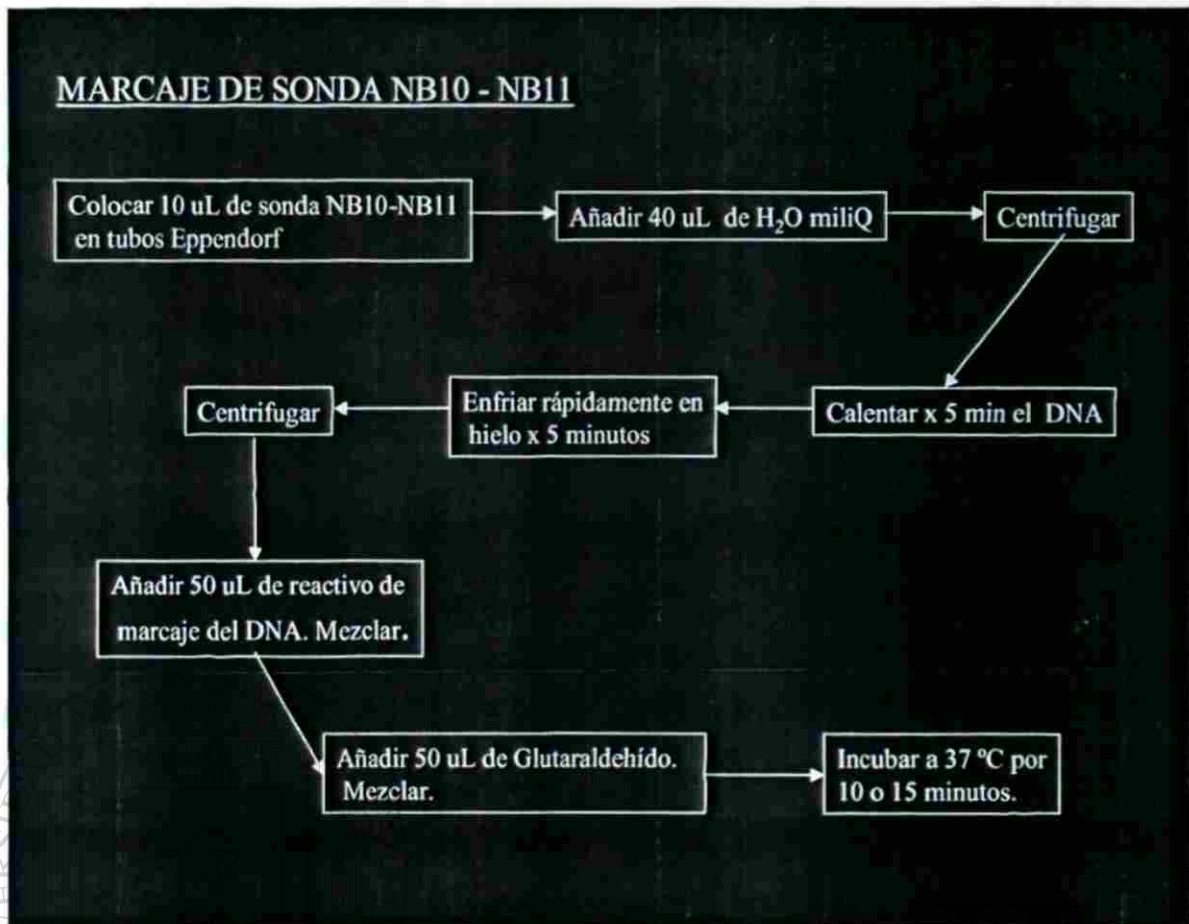 MARCAJE DE SONDA NB10 - NB11
Colocar 10 uL de sonda NB10-NB11
en tubos Eppendorf
Añadir 40 uL de H₂O miliQ
Centrifugar
Calentar x 5 min el DNA
Enfriar rápidamente en
hielo x 5 minutos
Centrifugar
Añadir 50 uL de reactivo de
marcaje del DNA. Mezclar.
Añadir 50 uL de Glutaraldehído.
Mezclar.
Incubar a 37 ºC por
10 o 15 minutos.